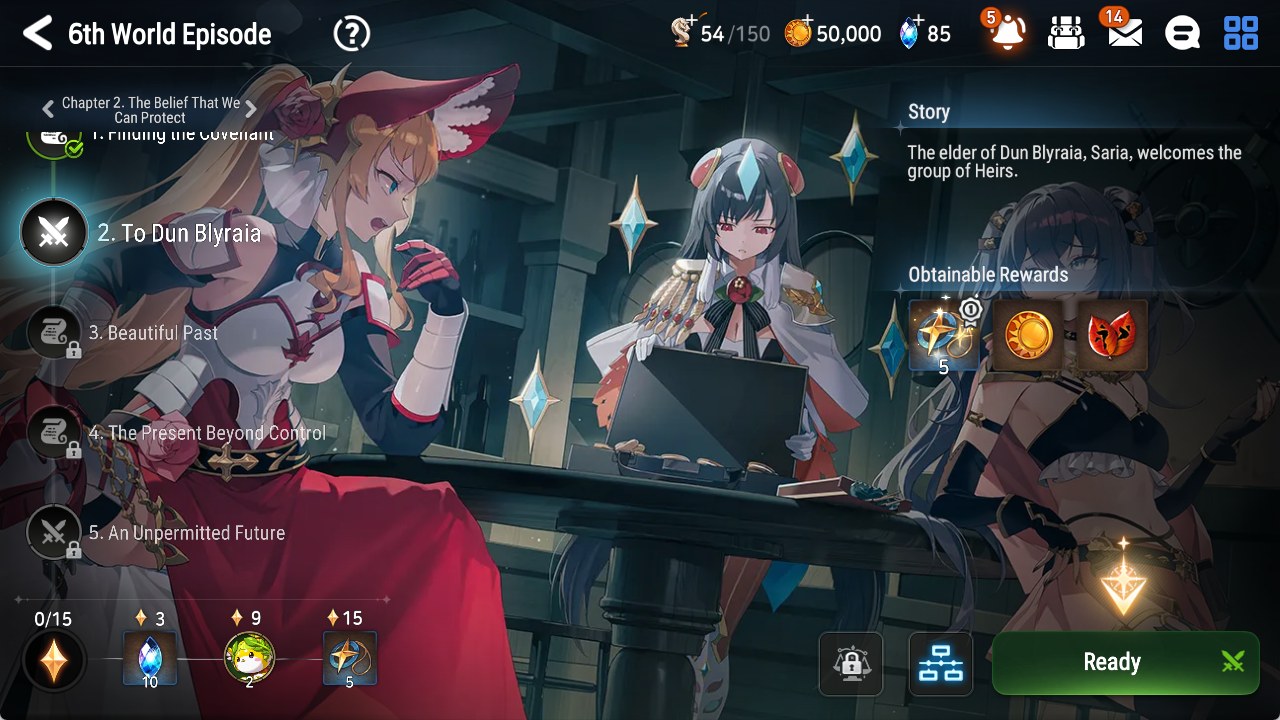 6th World Episode
?
54/150
50,000
85
5
14
Chapter 2. The Belief That We
Can Protect
1. Finding the Covenant
2. To Dun Blyraia
3. Beautiful Past
4. The Present Beyond Control
5. An Unpermitted Future
0/15
3
9
15
10
2
5
Story
The elder of Dun Blyraia, Saria, welcomes the
group of Heirs.
Obtainable Rewards
1
5
Ready